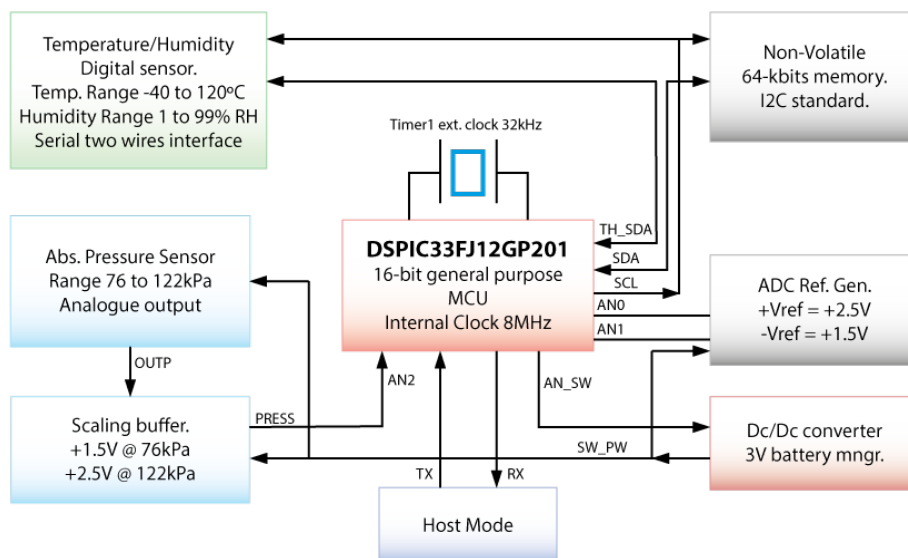 Temperature/Humidity
Digital sensor.
Temp. Range -40 to 120ºC
Humidity Range 1 to 99% RH
Serial two wires interface
Non-Volatile
64-kbits memory.
I2C standard.
Timer1 ext. clock 32kHz
Abs. Pressure Sensor
Range 76 to 122kPa
Analogue output
DSPIC33FJ12GP201
16-bit general purpose
MCU
Internal Clock 8MHz
TH_SDA
SDA
SCL
AN0
AN1
ADC Ref. Gen.
+Vref = +2.5V
-Vref = +1.5V
OUTP
AN2
AN_SW
Scaling buffer.
+1.5V @ 76kPa
+2.5V @ 122kPa
PRESS
SW_PW
Dc/Dc converter
3V battery mngr.
TX
RX
Host Mode